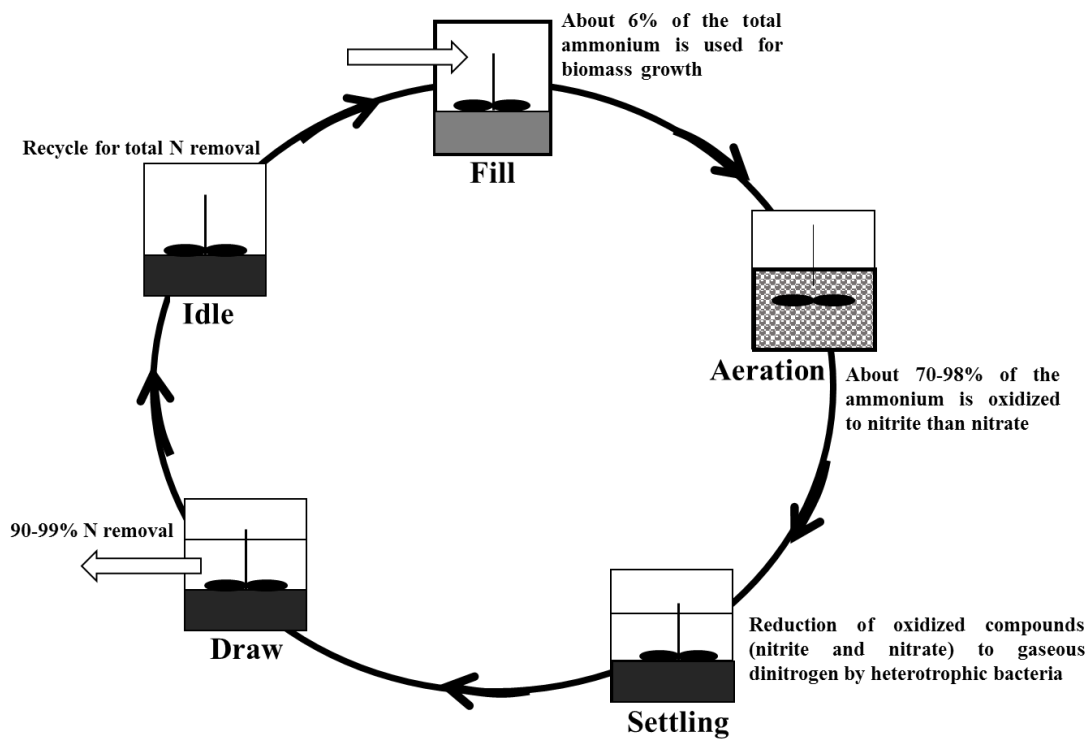 About 6% of the total
ammonium is used for
biomass growth
Fill
Recycle for total N removal
Idle
Aeration
About 70-98% of the
ammonium is oxidized
to nitrite than nitrate
90-99% N removal
Draw
Reduction of oxidized compounds
(nitrite and nitrate) to gaseous
dinitrogen by heterotrophic bacteria
Settling